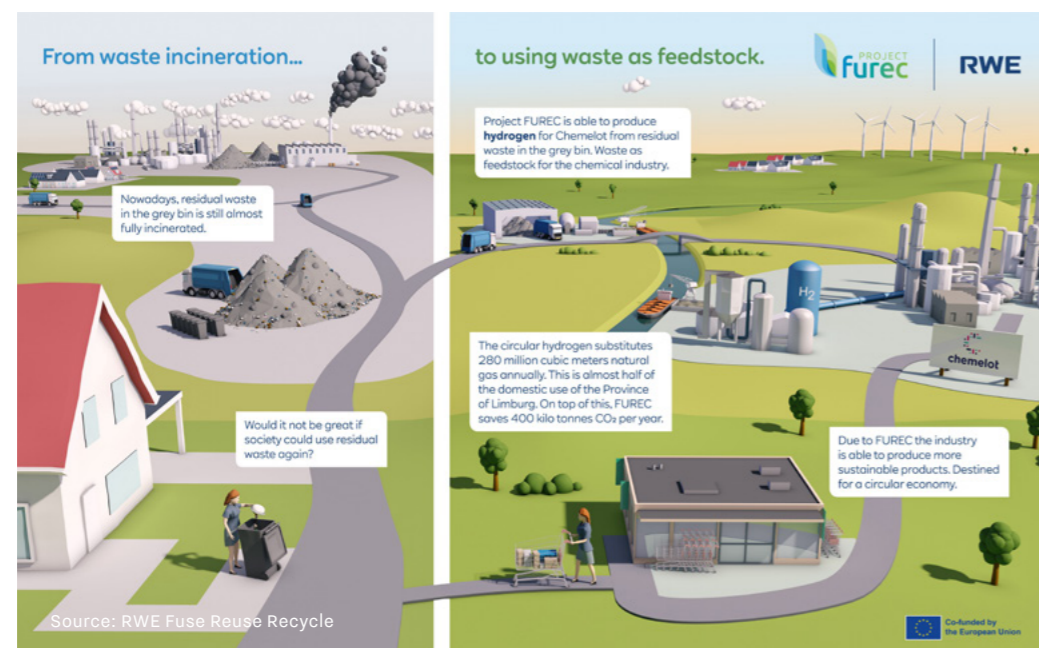 From waste incineration...
to using waste as feedstock.
PROJECT
furec
RWE
Project FUREC is able to produce
hydrogen for Chemelot from residual
waste in the grey bin. Waste as
feedstock for the chemical industry.
Nowadays, residual waste
in the grey bin is still almost
fully incinerated.
H2
chemelot
The circular hydrogen substitutes
280 million cubic meters natural
gas annually. This is almost half of
the domestic use of the Province
of Limburg. On top of this, FUREC
saves 400 kilo tonnes CO₂ per year.
Would it not be great if
society could use residual
waste again?
Due to FUREC the industry
is able to produce more
sustainable products. Destined
for a circular economy.
Source: RWE Fuse Reuse Recycle
Co-funded by
the European Union